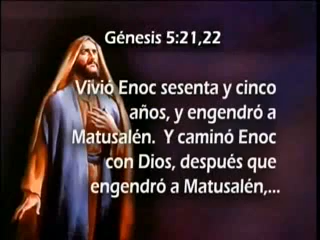 Génesis 5:21,22
Vivió Enoc sesenta y cinco
años, y engendró a
Matusalén.  Y caminó Enoc
con Dios, después que
engendró a Matusalén,...